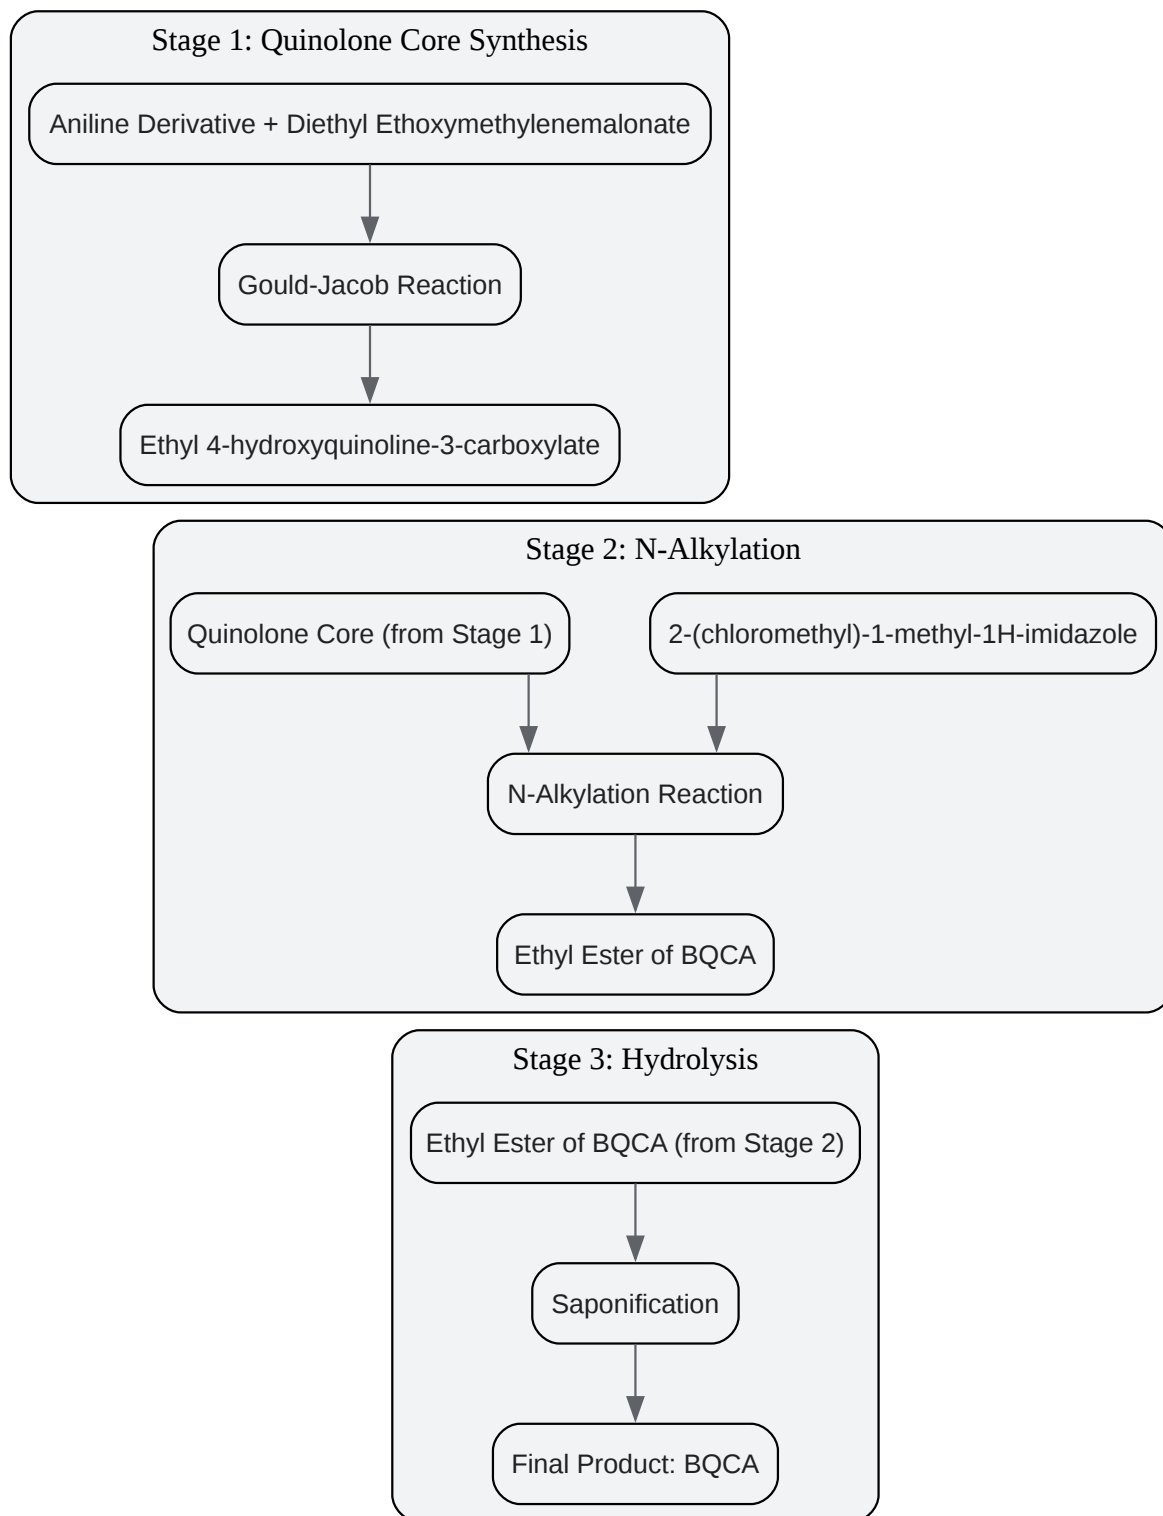 Stage 1: Quinolone Core Synthesis
Aniline Derivative + Diethyl Ethoxymethylenemalonate
Gould-Jacob Reaction
Ethyl 4-hydroxyquinoline-3-carboxylate
Stage 2: N-Alkylation
Quinolone Core (from Stage 1)
2-(chloromethyl)-1-methyl-1H-imidazole
N-Alkylation Reaction
Ethyl Ester of BQCA
Stage 3: Hydrolysis
Ethyl Ester of BQCA (from Stage 2)
Saponification
Final Product: BQCA